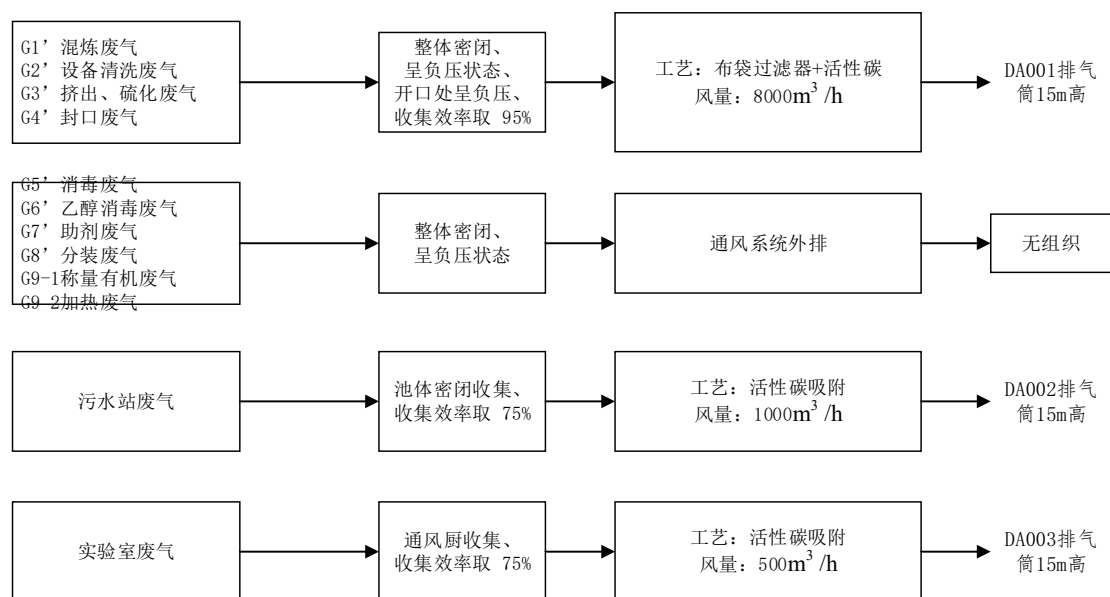 G1’混炼废气
G2’设备清洗废气
G3’挤出、硫化废气
G4’封口废气
整体密闭、
呈负压状态、
开口处呈负压、
收集效率取 95%
工艺：布袋过滤器+活性碳
风量：8000m³/h
DA001排气
筒15m高
G5’消毒废气
G6’乙醇消毒废气
G7’助剂废气
G8’分装废气
G9-1称量有机废气
G9-2加热废气
整体密闭、
呈负压状态
通风系统外排
无组织
污水站废气
池体密闭收集、
收集效率取 75%
工艺：活性碳吸附
风量：1000m³/h
DA002排气
筒15m高
实验室废气
通风厨收集、
收集效率取 75%
工艺：活性碳吸附
风量：500m³/h
DA003排气
筒15m高